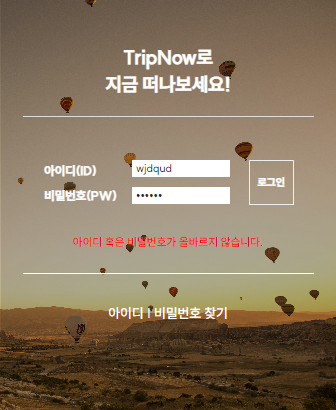 TripNow로
지금 떠나보세요!
아이디(ID) wjdqud
로그인
비밀번호(PW) ••••••
아이디 혹은 비밀번호가 올바르지 않습니다.
아이디 | 비밀번호 찾기